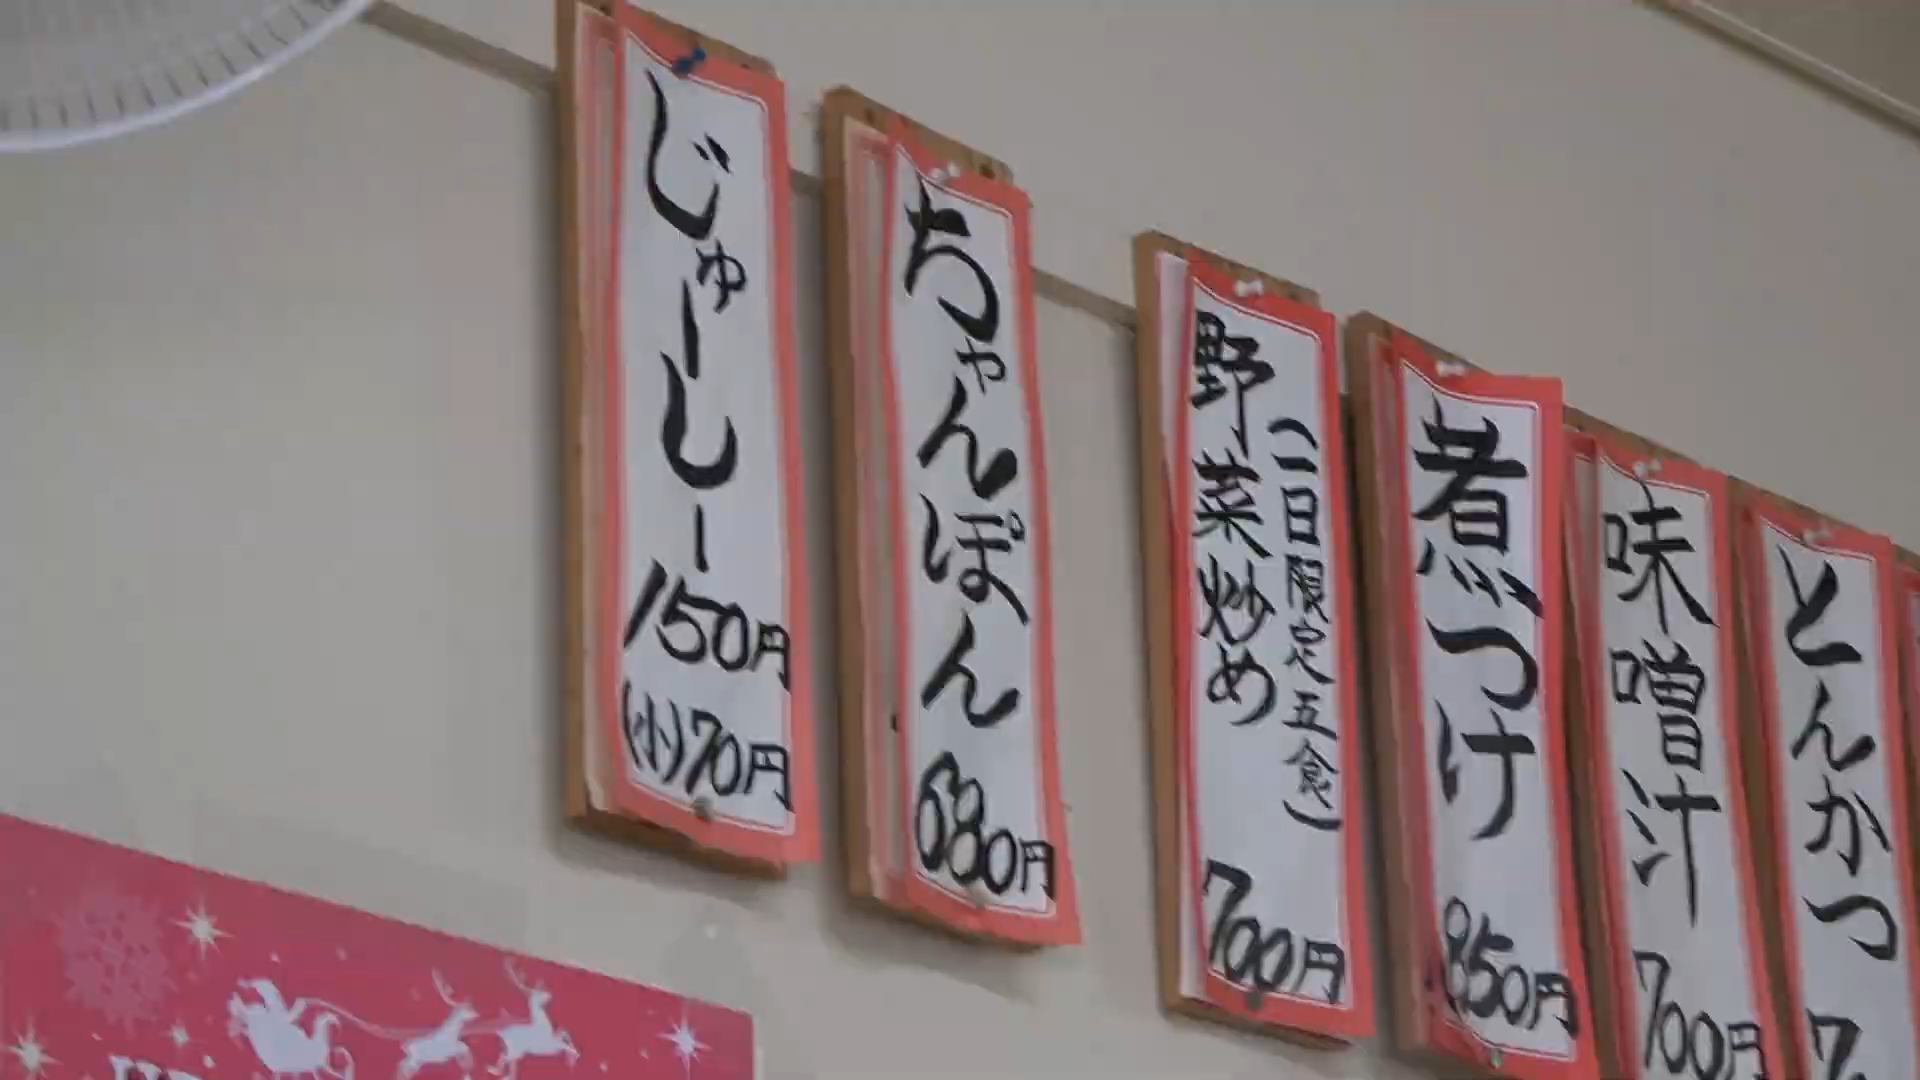 じゅーしー
150円
(小)70円
ちゃんぽん
680円
野菜炒め
(一日限定五食)
700円
煮つけ
850円
味噌汁
700円
とんかつ
7